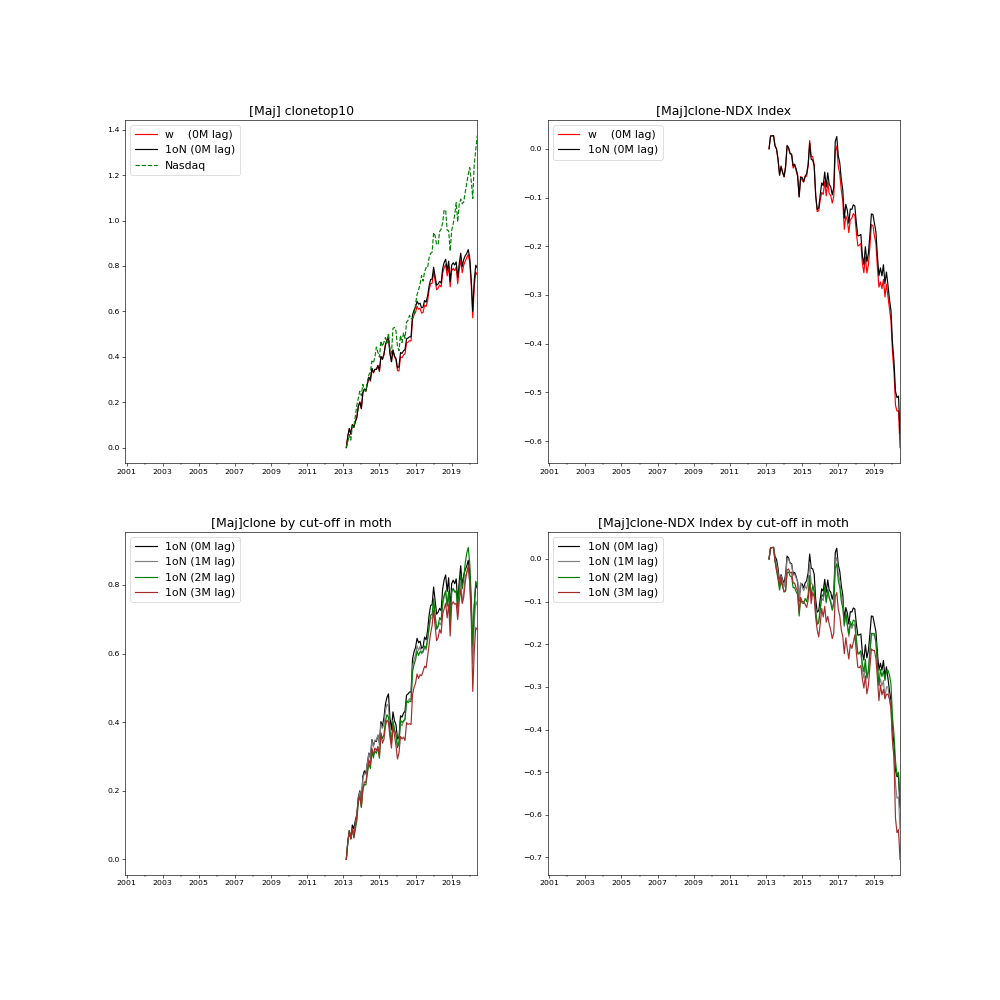 [Maj] clonetop10
w    (0M lag)
1oN (0M lag)
Nasdaq
1.4
1.2
1.0
0.8
0.6
0.4
0.2
0.0
2001 2003 2005 2007 2009 2011 2013 2015 2017 2019
[Maj]clone-NDX Index
w    (0M lag)
1oN (0M lag)
0.0
−0.1
−0.2
−0.3
−0.4
−0.5
−0.6
2001 2003 2005 2007 2009 2011 2013 2015 2017 2019
[Maj]clone by cut-off in moth
1oN (0M lag)
1oN (1M lag)
1oN (2M lag)
1oN (3M lag)
0.8
0.6
0.4
0.2
0.0
2001 2003 2005 2007 2009 2011 2013 2015 2017 2019
[Maj]clone-NDX Index by cut-off in moth
1oN (0M lag)
1oN (1M lag)
1oN (2M lag)
1oN (3M lag)
0.0
−0.1
−0.2
−0.3
−0.4
−0.5
−0.6
−0.7
2001 2003 2005 2007 2009 2011 2013 2015 2017 2019